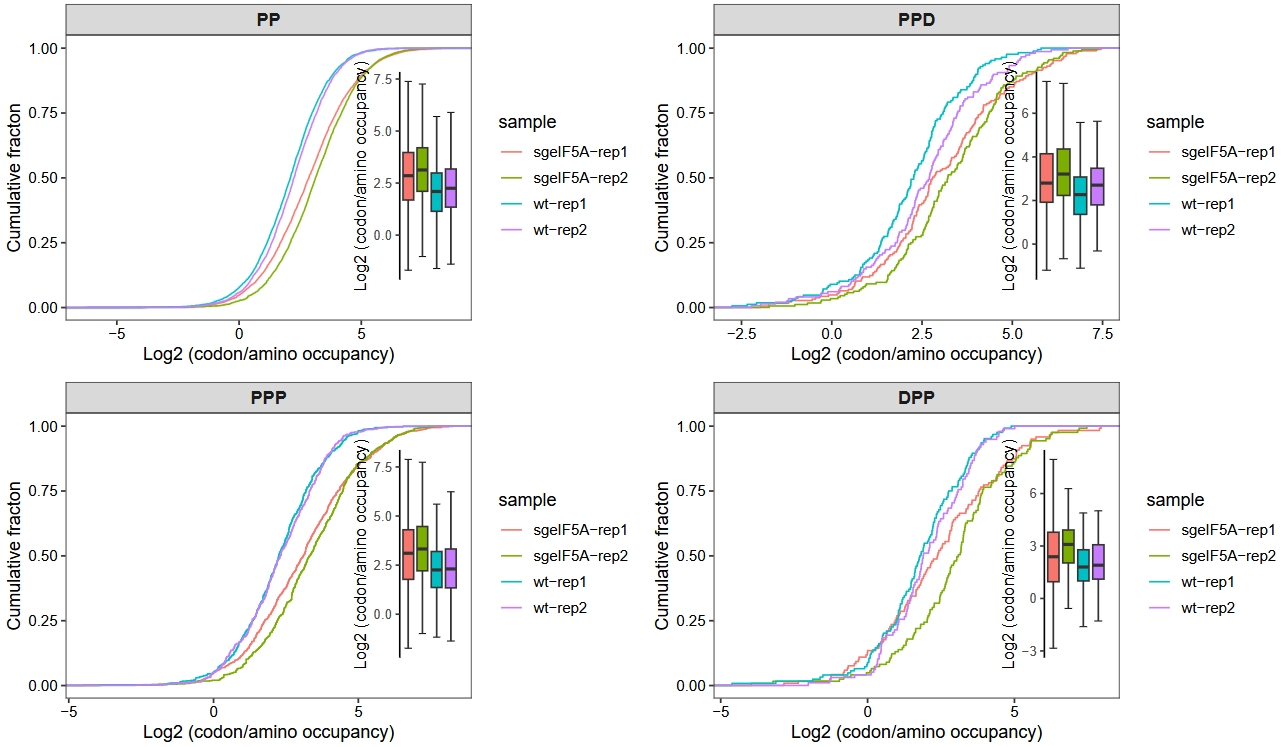 PP
Cumulative fracton
1.00
0.75
0.50
0.25
0.00
−5
0
5
Log2 (codon/amino occupancy)
Log2 (codon/amino occupancy)
7.5
5.0
2.5
0.0
sample
sgeIF5A−rep1
sgeIF5A−rep2
wt−rep1
wt−rep2
PPD
Cumulative fracton
1.00
0.75
0.50
0.25
0.00
−2.5
0.0
2.5
5.0
7.5
Log2 (codon/amino occupancy)
Log2 (codon/amino occupancy)
6
4
2
0
sample
sgeIF5A−rep1
sgeIF5A−rep2
wt−rep1
wt−rep2
PPP
Cumulative fracton
1.00
0.75
0.50
0.25
0.00
−5
0
5
Log2 (codon/amino occupancy)
Log2 (codon/amino occupancy)
7.5
5.0
2.5
0.0
sample
sgeIF5A−rep1
sgeIF5A−rep2
wt−rep1
wt−rep2
DPP
Cumulative fracton
1.00
0.75
0.50
0.25
0.00
−5
0
5
Log2 (codon/amino occupancy)
Log2 (codon/amino occupancy)
6
3
0
−3
sample
sgeIF5A−rep1
sgeIF5A−rep2
wt−rep1
wt−rep2